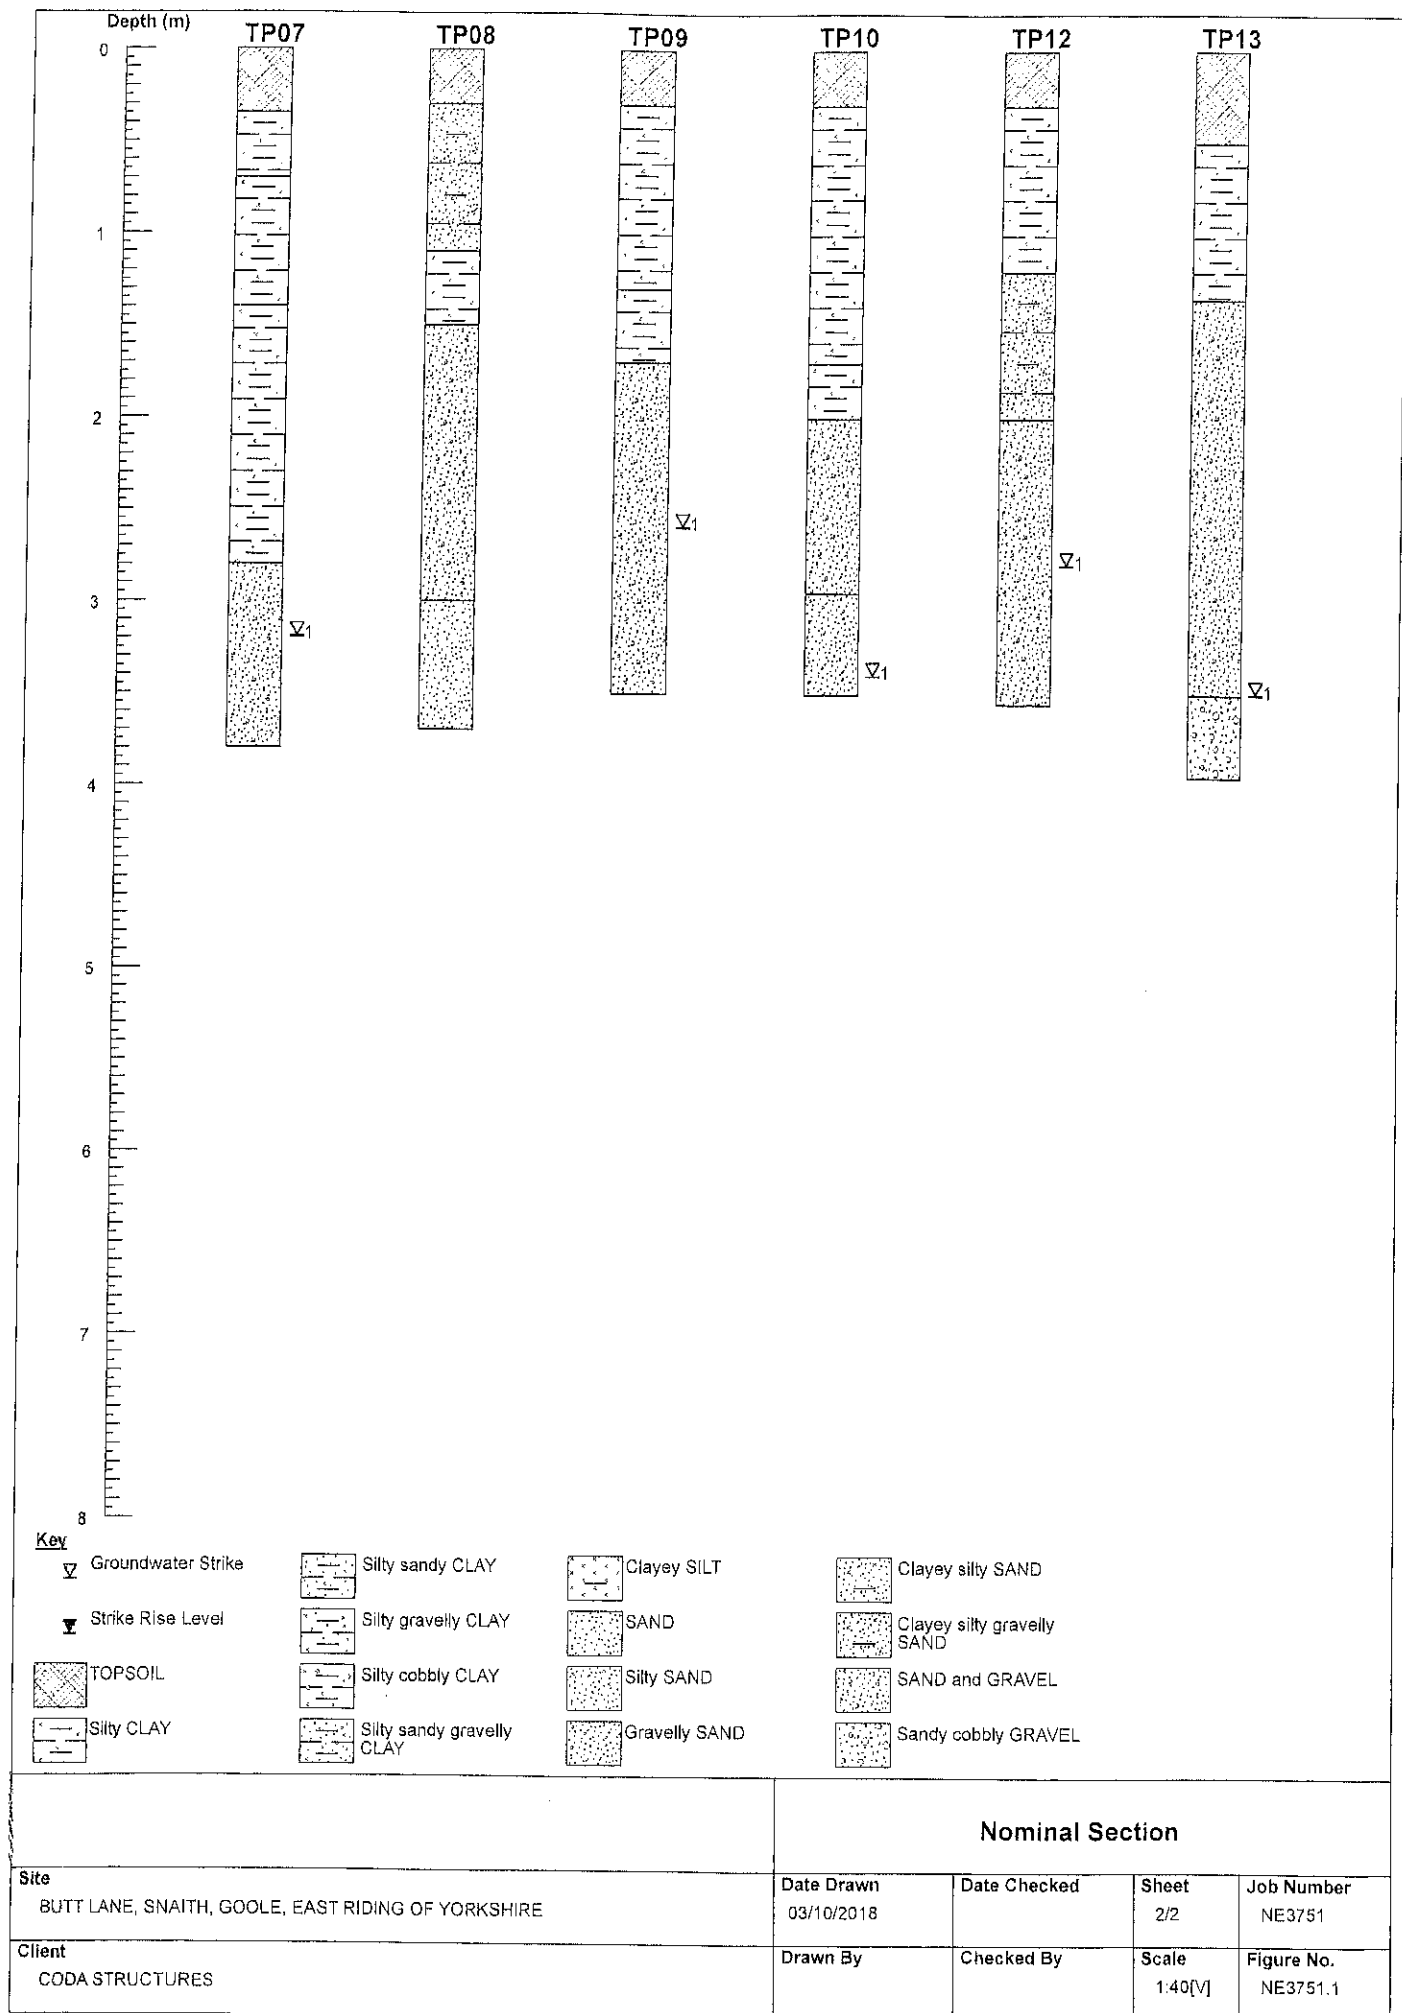 Depth (m)
TP07 TP08 TP09 TP10 TP12 TP13
0
1
2
3
4
5
6
7
8
1
1
1
1
1
Key
Groundwater Strike
Strike Rise Level
TOPSOIL
Silty CLAY
Silty sandy CLAY
Silty gravelly CLAY
Silty cobbly CLAY
Silty sandy gravelly
CLAY
Clayey SILT
SAND
Silty SAND
Gravelly SAND
Clayey silty SAND
Clayey silty gravelly
SAND
SAND and GRAVEL
Sandy cobbly GRAVEL
Nominal Section
Site
BUTT LANE, SNAITH, GOOLE, EAST RIDING OF YORKSHIRE
Date Drawn
03/10/2018
Date Checked
Sheet
2/2
Job Number
NE3751
Client
CODA STRUCTURES
Drawn By
Checked By
Scale
1:40[V]
Figure No.
NE3751.1